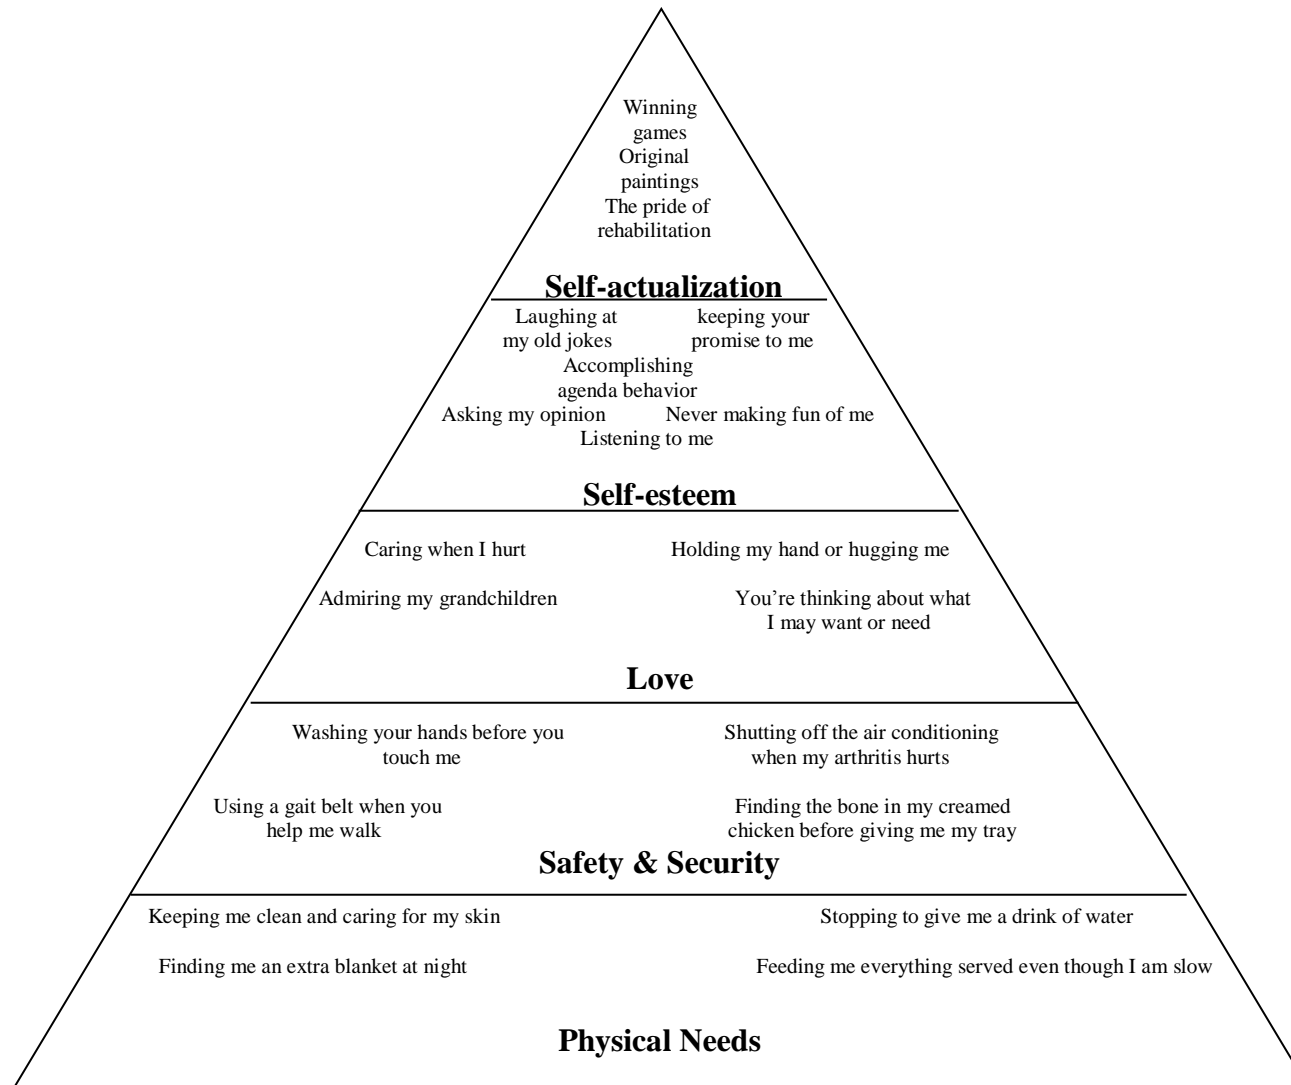 Winning
games
Original
paintings
The pride of
rehabilitation
Self-actualization
Laughing at
my old jokes
keeping your
promise to me
Accomplishing
agenda behavior
Asking my opinion
Never making fun of me
Listening to me
Self-esteem
Caring when I hurt
Holding my hand or hugging me
Admiring my grandchildren
You’re thinking about what
I may want or need
Love
Washing your hands before you
touch me
Shutting off the air conditioning
when my arthritis hurts
Using a gait belt when you
help me walk
Finding the bone in my creamed
chicken before giving me my tray
Safety & Security
Keeping me clean and caring for my skin
Stopping to give me a drink of water
Finding me an extra blanket at night
Feeding me everything served even though I am slow
Physical Needs